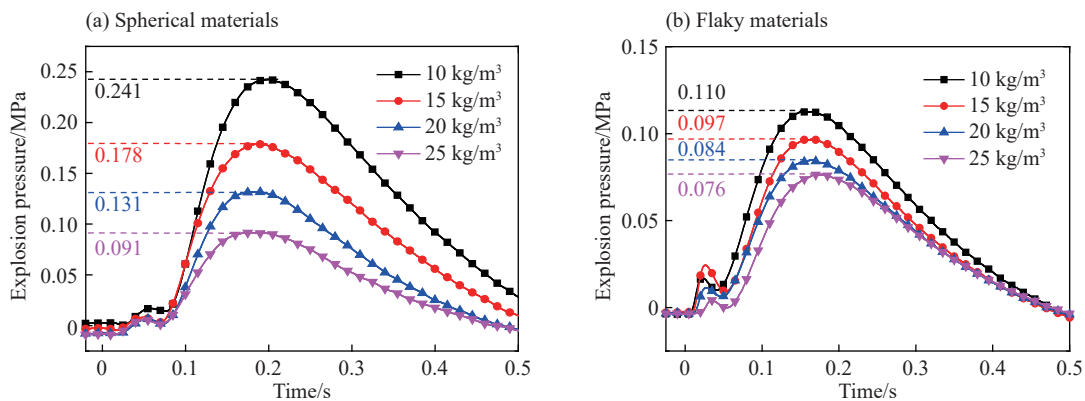 (a) Spherical materials
Explosion pressure/MPa
0.25
0.20
0.15
0.10
0.05
0
0.241
0.178
0.131
0.091
10 kg/m³
15 kg/m³
20 kg/m³
25 kg/m³
0
0.1
0.2
0.3
0.4
0.5
Time/s
(b) Flaky materials
Explosion pressure/MPa
0.15
0.10
0.05
0
0.110
0.097
0.084
0.076
10 kg/m³
15 kg/m³
20 kg/m³
25 kg/m³
0
0.1
0.2
0.3
0.4
0.5
Time/s